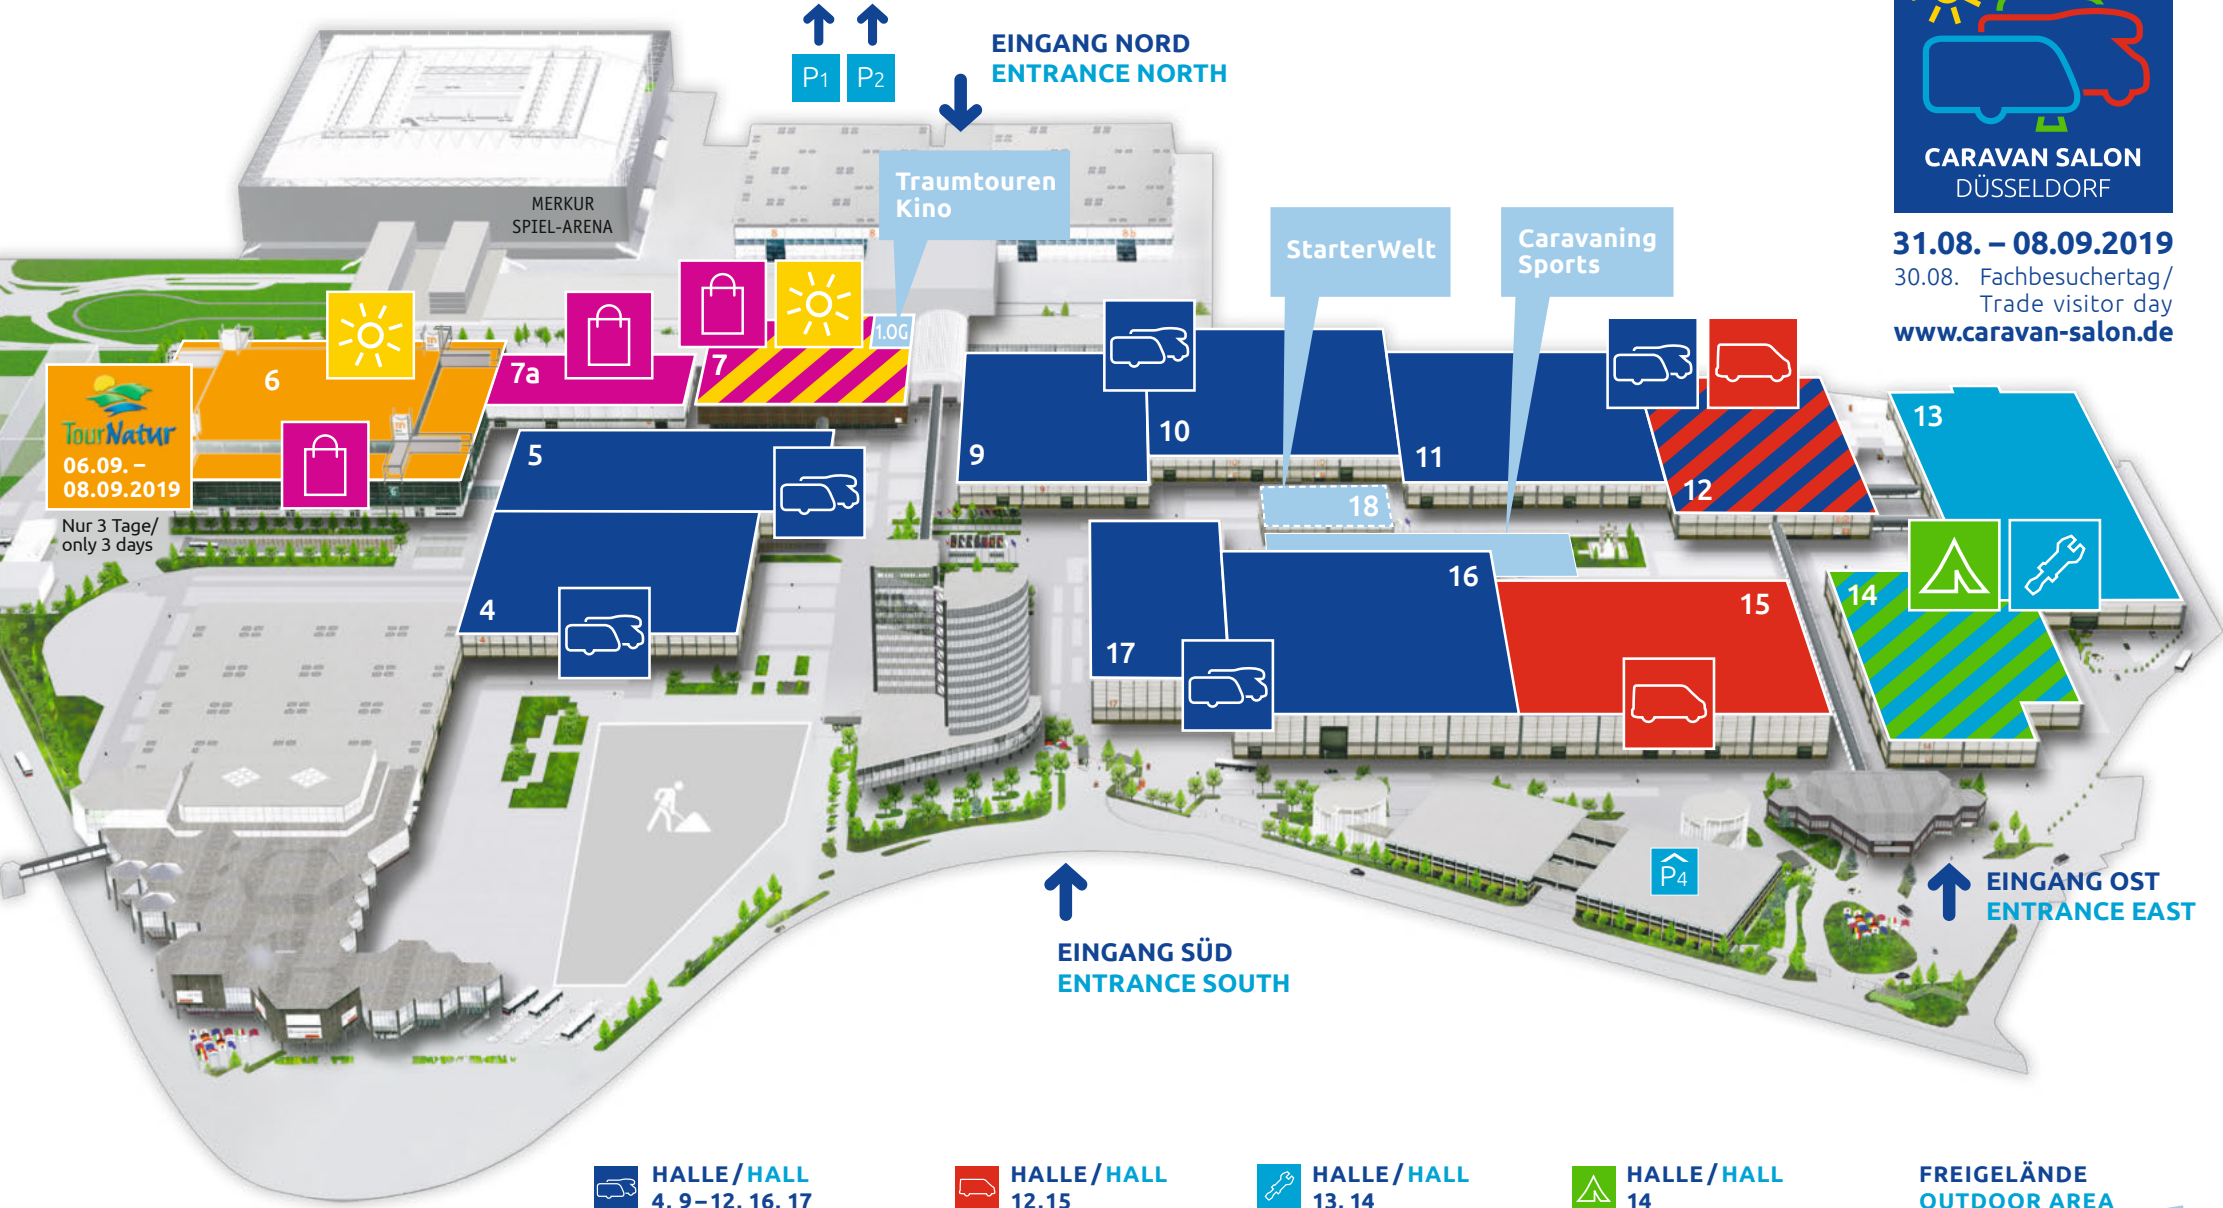 P1
P2
EINGANG NORD
ENTRANCE NORTH
CARAVAN SALON
DÜSSELDORF
31.08. – 08.09.2019
30.08. Fachbesuchertag/
Trade visitor day
www.caravan-salon.de
MERKUR
SPIEL-ARENA
Traumtouren
Kino
StarterWelt
Caravaning
Sports
8
8b
1.OG
6
7a
7
TourNatur
06.09. –
08.09.2019
Nur 3 Tage/
only 3 days
5
4
9
10
11
12
13
18
17
16
15
14
P4
EINGANG OST
ENTRANCE EAST
EINGANG SÜD
ENTRANCE SOUTH
HALLE/HALL
4, 9–12, 16, 17
HALLE/HALL
12,15
HALLE/HALL
13, 14
HALLE/HALL
14
FREIGELÄNDE
OUTDOOR AREA